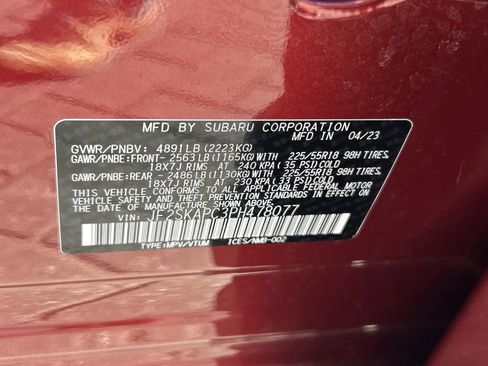 MFD BY SUBARU CORPORATION
MFD IN 04/23
GVWR/PNBV: 4891LB(2223KG)
GAWR/PNBE:FRONT- 2563LB(1165KG)WITH 225/55R18 98H TIRES,
18X7J RIMS, AT 240 KPA(35 PSI)COLD
GAWR/PNBE:REAR - 2486LB(1130KG)WITH 225/55R18 98H TIRES,
18X7J RIMS, AT 230 KPA(33 PSI)COLD
THIS VEHICLE CONFORMS TO ALL APPLICABLE FEDERAL MOTOR
VEHICLE SAFETY AND
IN EFFECT ON THE DATE OF MANUFACTURE SHOWN ABOVE.
VIN: JF2SKAPC3PH478077
TYPE:MPV/VTUM ICES/NMB-002